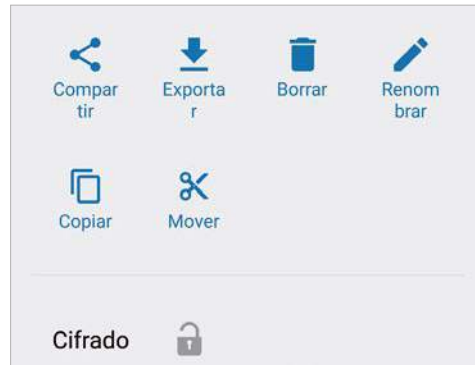 Compar
tir
Exporta
r
Borrar
Renom
brar
Copiar
Mover
Cifrado